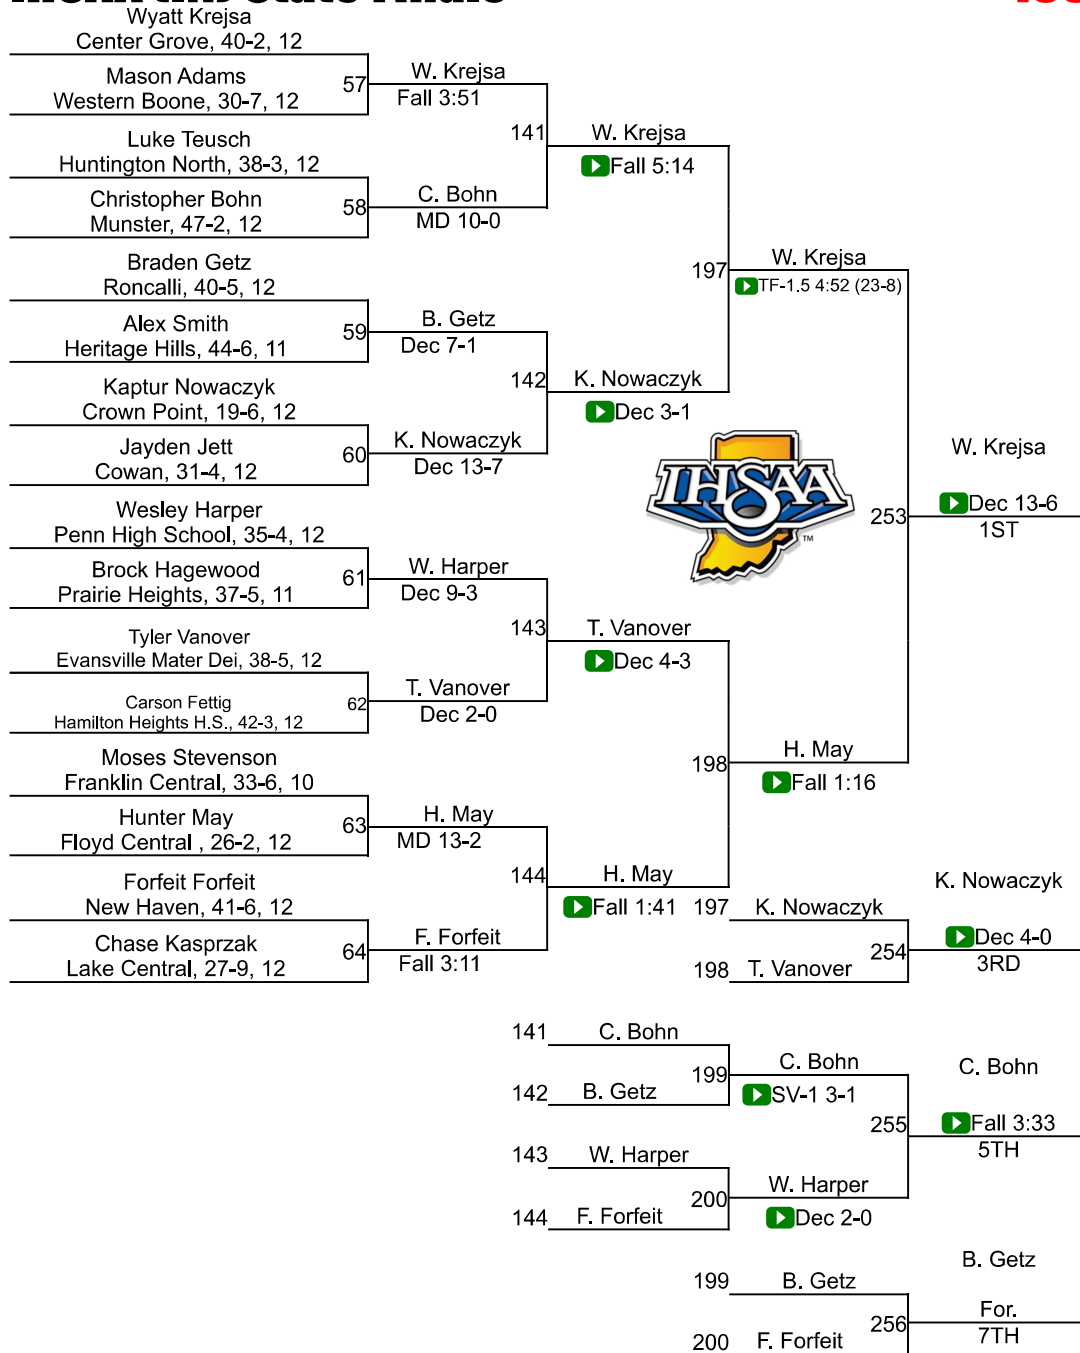 Wyatt Krejsa
Center Grove, 40-2, 12
Mason Adams
Western Boone, 30-7, 12
57
W. Krejsa
Fall 3:51
Luke Teusch
Huntington North, 38-3, 12
Christopher Bohn
Munster, 47-2, 12
58
C. Bohn
MD 10-0
141
W. Krejsa
Fall 5:14
Braden Getz
Roncalli, 40-5, 12
Alex Smith
Heritage Hills, 44-6, 11
59
B. Getz
Dec 7-1
Kaptur Nowaczyk
Crown Point, 19-6, 12
Jayden Jett
Cowan, 31-4, 12
60
K. Nowaczyk
Dec 13-7
142
K. Nowaczyk
Dec 3-1
197
W. Krejsa
TF-1.5 4:52 (23-8)
Wesley Harper
Penn High School, 35-4, 12
Brock Hagewood
Prairie Heights, 37-5, 11
61
W. Harper
Dec 9-3
Tyler Vanover
Evansville Mater Dei, 38-5, 12
Carson Fettig
Hamilton Heights H.S., 42-3, 12
62
T. Vanover
Dec 2-0
143
T. Vanover
Dec 4-3
Moses Stevenson
Franklin Central, 33-6, 10
Hunter May
Floyd Central , 26-2, 12
63
H. May
MD 13-2
Forfeit Forfeit
New Haven, 41-6, 12
Chase Kasprzak
Lake Central, 27-9, 12
64
F. Forfeit
Fall 3:11
144
H. May
Fall 1:41
198
H. May
Fall 1:16
IHSAA
TM
253
W. Krejsa
Dec 13-6
1ST
197
K. Nowaczyk
198
T. Vanover
254
K. Nowaczyk
Dec 4-0
3RD
141
C. Bohn
142
B. Getz
199
C. Bohn
SV-1 3-1
143
W. Harper
144
F. Forfeit
200
W. Harper
Dec 2-0
255
C. Bohn
Fall 3:33
5TH
199
B. Getz
200
F. Forfeit
256
B. Getz
For.
7TH